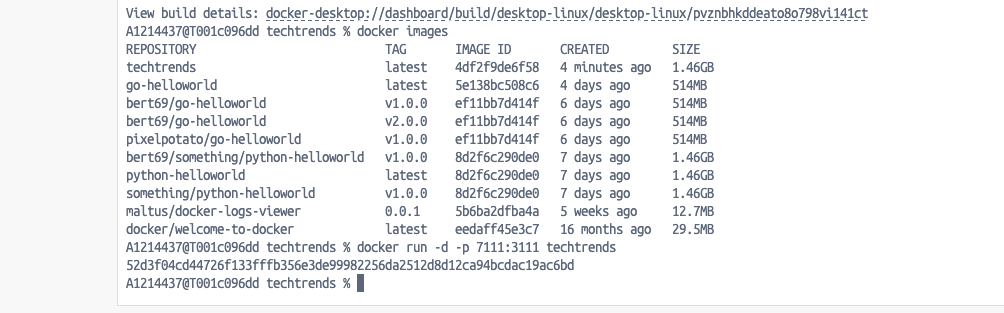 View build details: docker-desktop://dashboard/build/desktop-linux/desktop-linux/pvznbhkddeato8o798vi141ct
A1214437@T001c096dd techtrends % docker images
REPOSITORY TAG IMAGE ID CREATED SIZE
techtrends latest 4df2f9de6f58 4 minutes ago 1.46GB
go-helloworld latest 5e138bc508c6 4 days ago 514MB
bert69/go-helloworld v1.0.0 ef11bb7d414f 6 days ago 514MB
bert69/go-helloworld v2.0.0 ef11bb7d414f 6 days ago 514MB
pixelpotato/go-helloworld v1.0.0 ef11bb7d414f 6 days ago 514MB
bert69/something/python-helloworld v1.0.0 8d2f6c290de0 7 days ago 1.46GB
python-helloworld latest 8d2f6c290de0 7 days ago 1.46GB
something/python-helloworld v1.0.0 8d2f6c290de0 7 days ago 1.46GB
maltus/docker-logs-viewer 0.0.1 5b6ba2dfba4a 5 weeks ago 12.7MB
docker/welcome-to-docker latest eedaff45e3c7 16 months ago 29.5MB
A1214437@T001c096dd techtrends % docker run -d -p 7111:3111 techtrends
52d3f04cd44726f133fffb356e3de99982256da2512d8d12ca94bcdac19ac6bd
A1214437@T001c096dd techtrends %